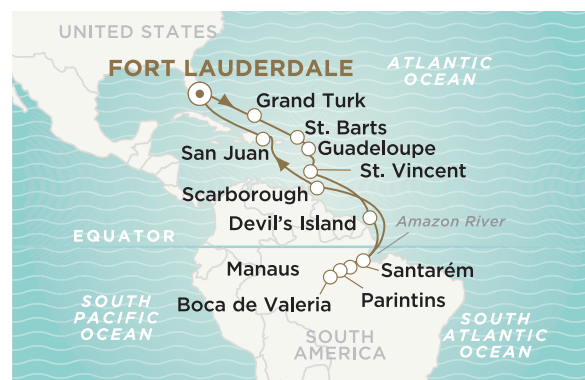 UNITED STATES
FORT LAUDERDALE
ATLANTIC
OCEAN
Grand Turk
St. Barts
Guadeloupe
San Juan
St. Vincent
Scarborough
Devil's Island
Amazon River
EQUATOR
Manaus
Santarém
Boca de Valeria
Parintins
SOUTH
PACIFIC
OCEAN
SOUTH
AMERICA
SOUTH
ATLANTIC
OCEAN